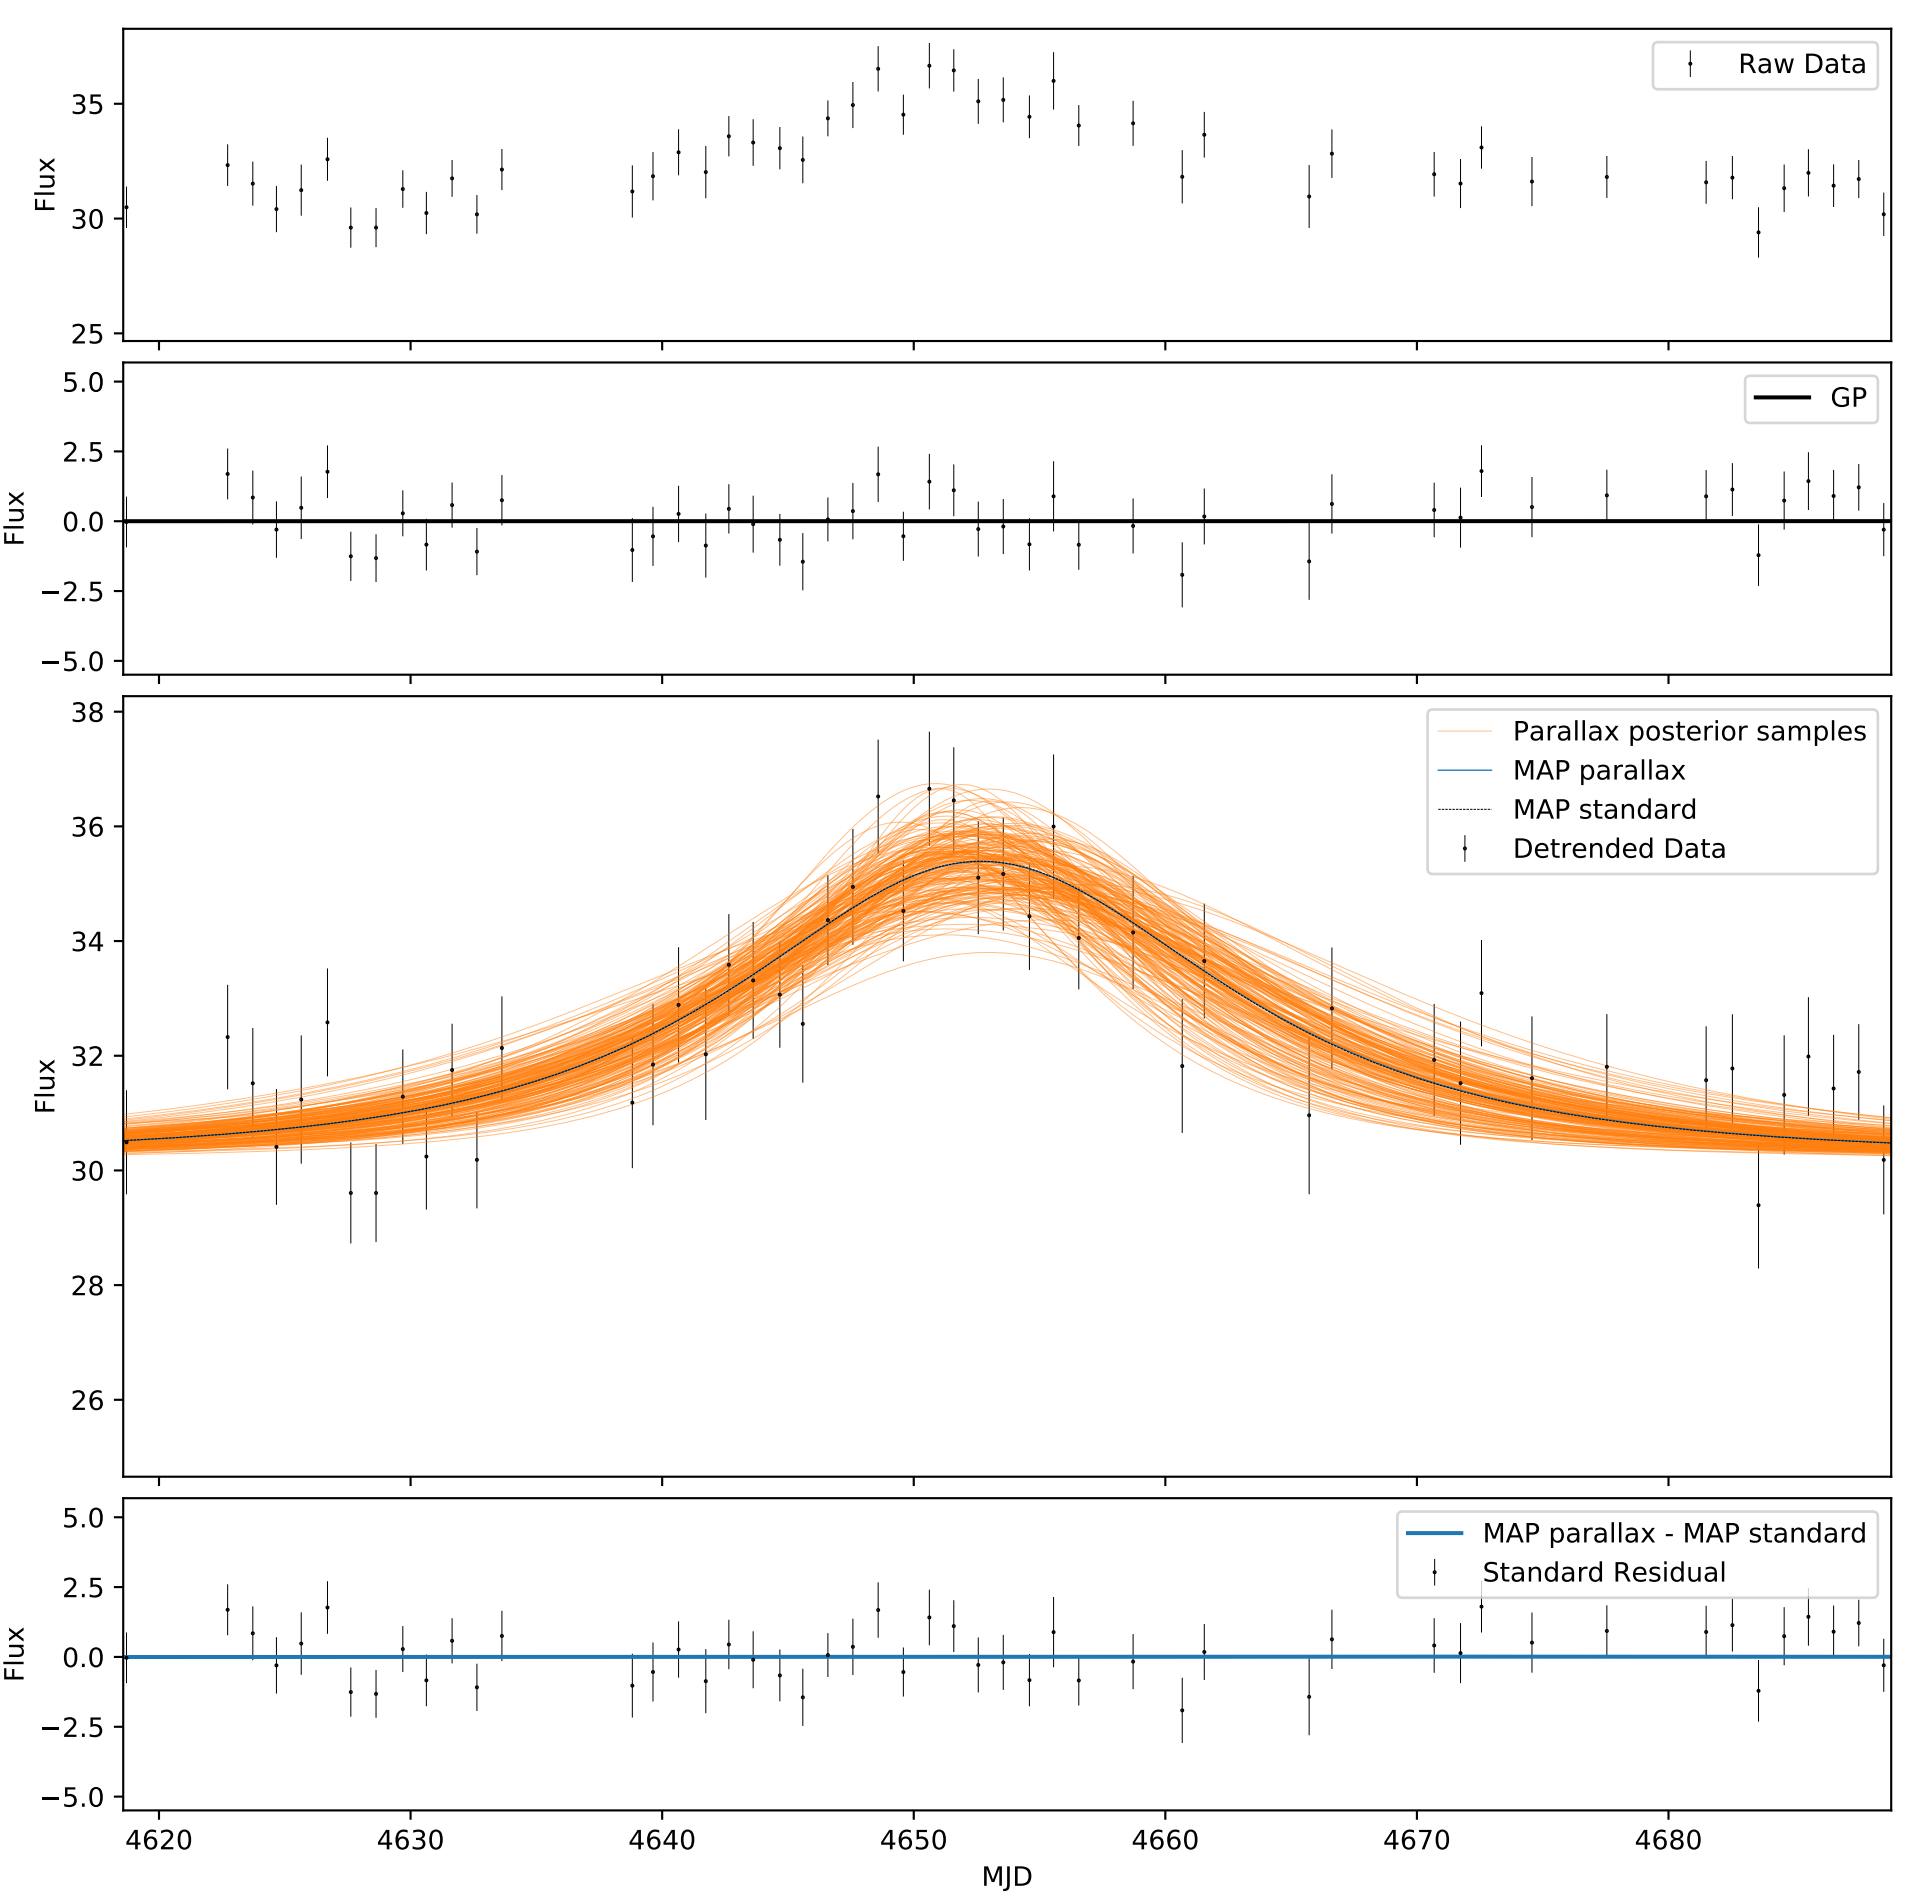 Flux
35
30
25
Raw Data
Flux
5.0
2.5
0.0
−2.5
−5.0
GP
Flux
38
36
34
32
30
28
26
Parallax posterior samples
MAP parallax
MAP standard
Detrended Data
Flux
5.0
2.5
0.0
−2.5
−5.0
MAP parallax - MAP standard
Standard Residual
4620 4630 4640 4650 4660 4670 4680
MJD